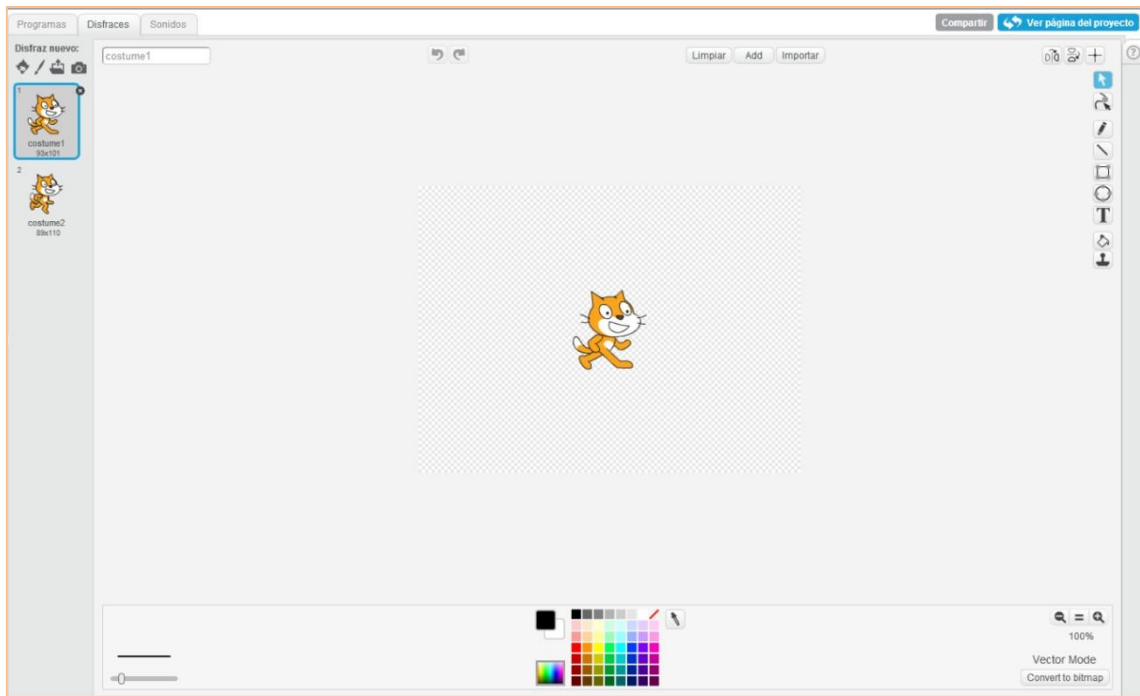 Programas Disfraces Sonidos Compartir Ver página del proyecto
Disfraz nuevo:
costume1 Limpiar Add Importar
1
costume1
93x101
2
costume2
89x110
T
100%
Vector Mode
Convert to bitmap